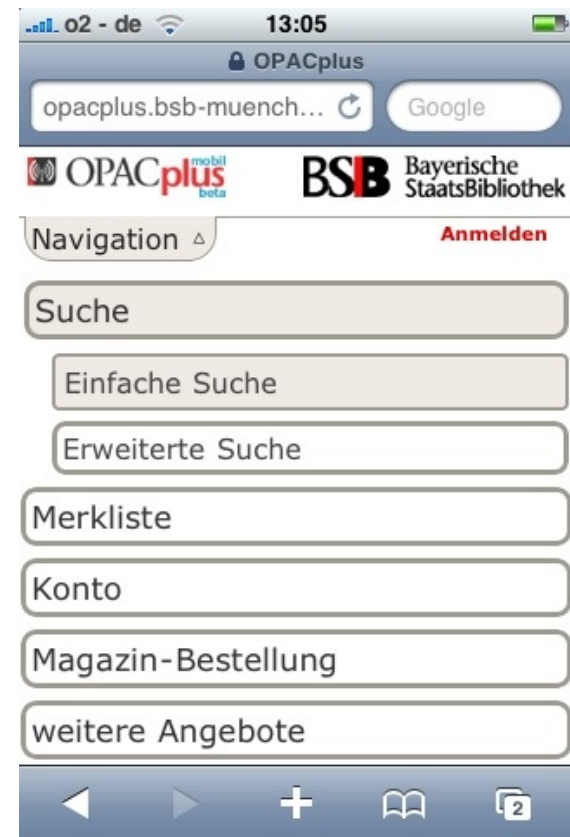 o2 - de 13:05
OPACplus
opacplus.bsb-muench... Google
OPACplus mobil beta BSB Bayerische StaatsBibliothek
Navigation Anmelden
Suche
Einfache Suche
Erweiterte Suche
Merkliste
Konto
Magazin-Bestellung
weitere Angebote
2